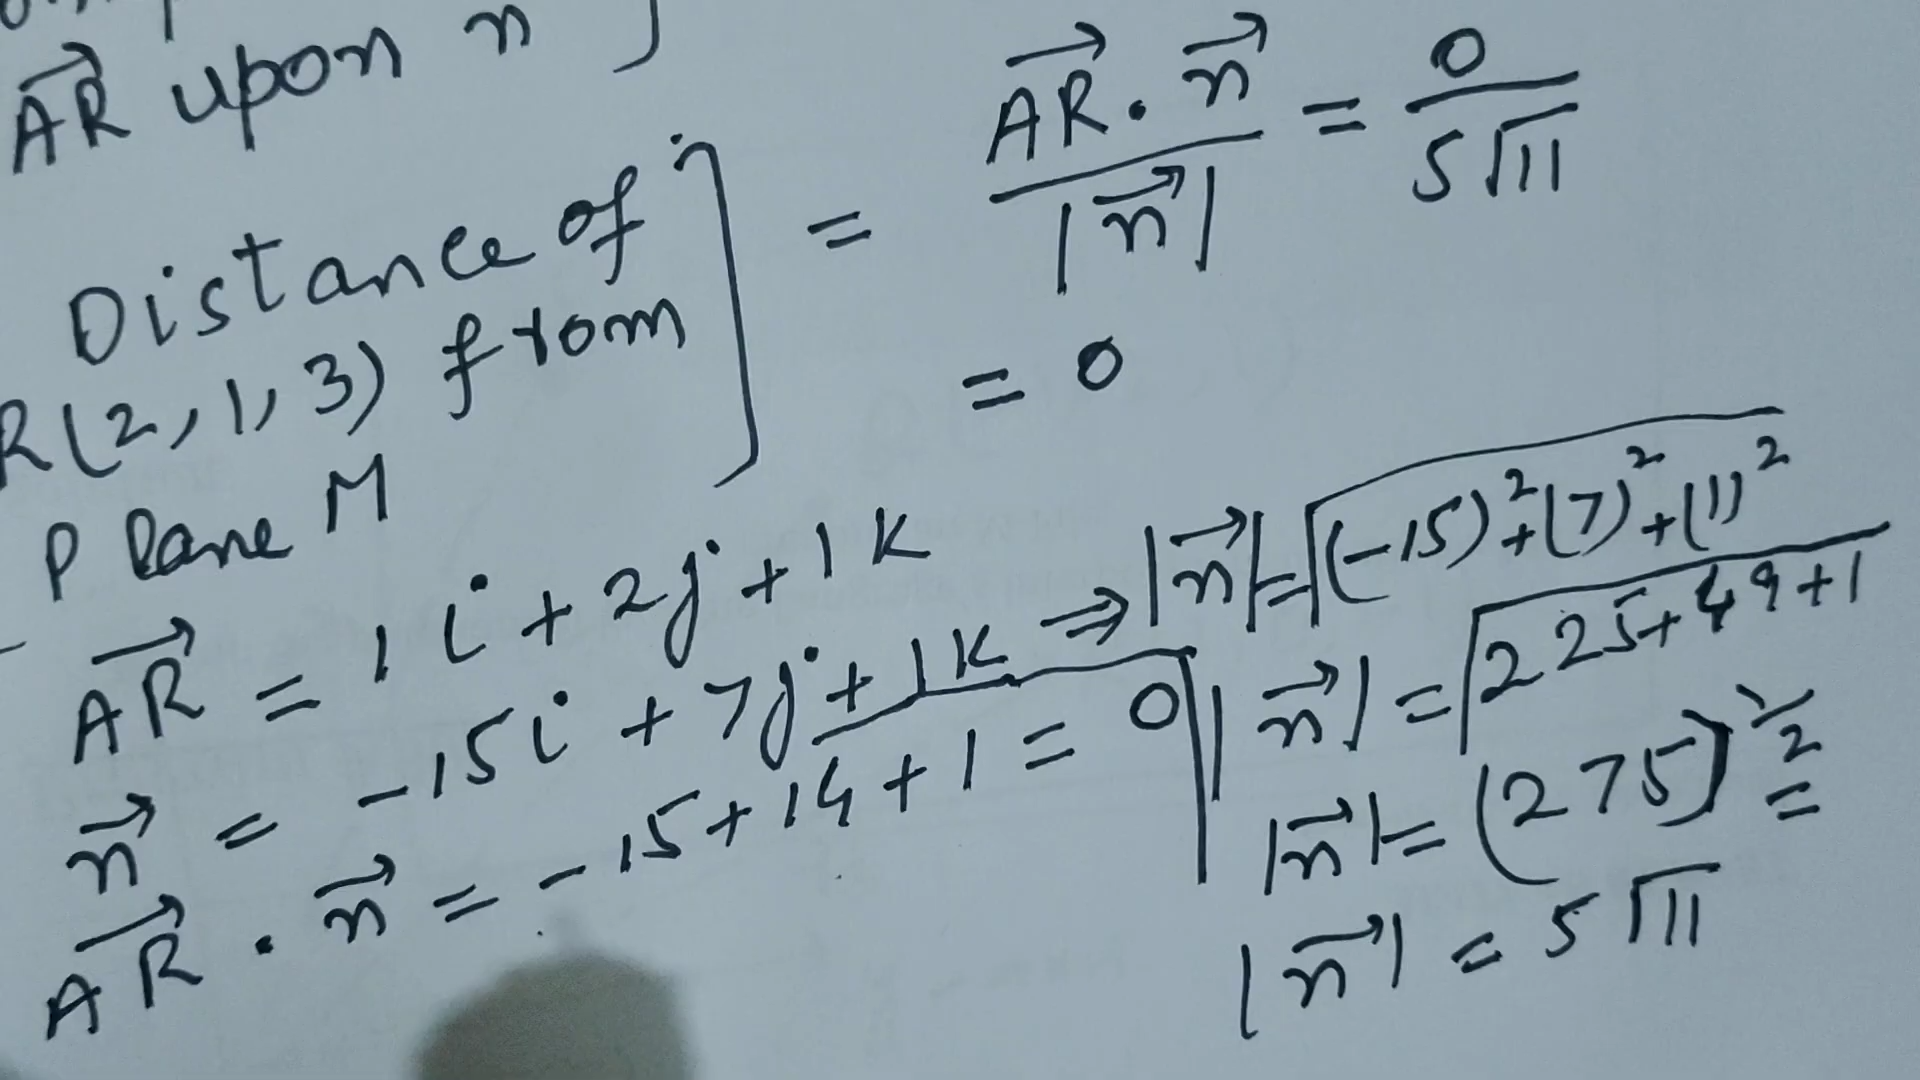 AR upon n
Distance of
R(2,1,3) from
Plane M
= AR . n / |n| = 0 / 5√11
= 0
AR = 1i + 2j + 1k
n = -15i + 7j + 1k
AR . n = -15 + 14 + 1 = 0
⇒ |n| = √(-15)² + (7)² + (1)²
|n| = √225 + 49 + 1
|n| = (275)^1/2 =
|n| = 5√11